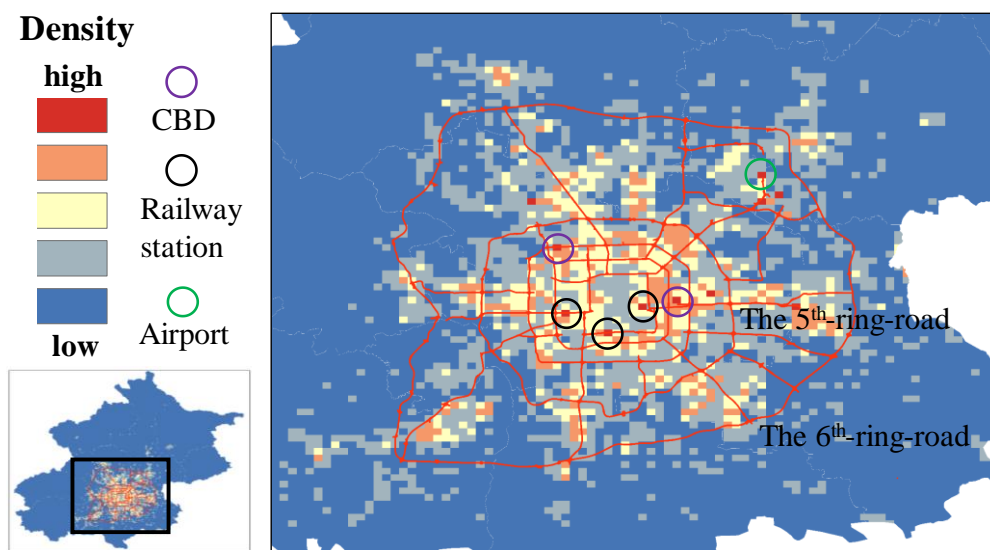 Density
high
CBD
Railway
station
Airport
low
The 5th-ring-road
The 6th-ring-road